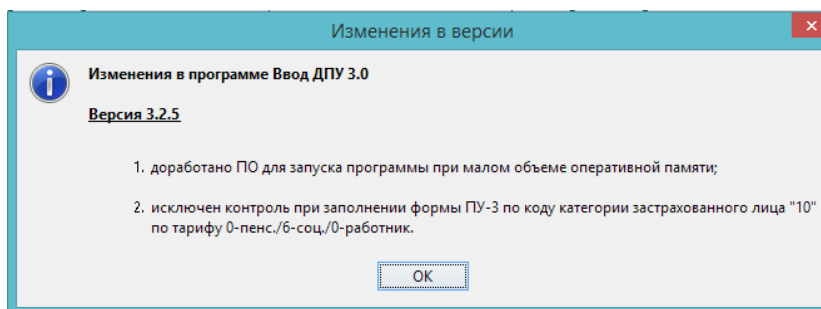 Изменения в версии
Изменения в программе Ввод ДПУ 3.0
Версия 3.2.5
1. доработано ПО для запуска программы при малом объеме оперативной памяти;
2. исключен контроль при заполнении формы ПУ-3 по коду категории застрахованного лица "10"
по тарифу 0-пенс./6-соц./0-работник.
OK